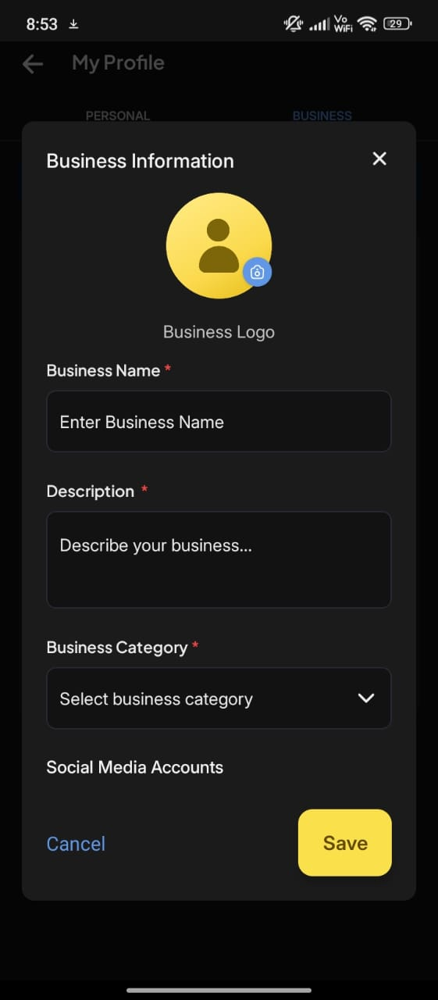 8:53
Vo
WiFi
29
My Profile
PERSONAL
BUSINESS
Business Information
Business Logo
Business Name *
Enter Business Name
Description *
Describe your business...
Business Category *
Select business category
Social Media Accounts
Cancel
Save